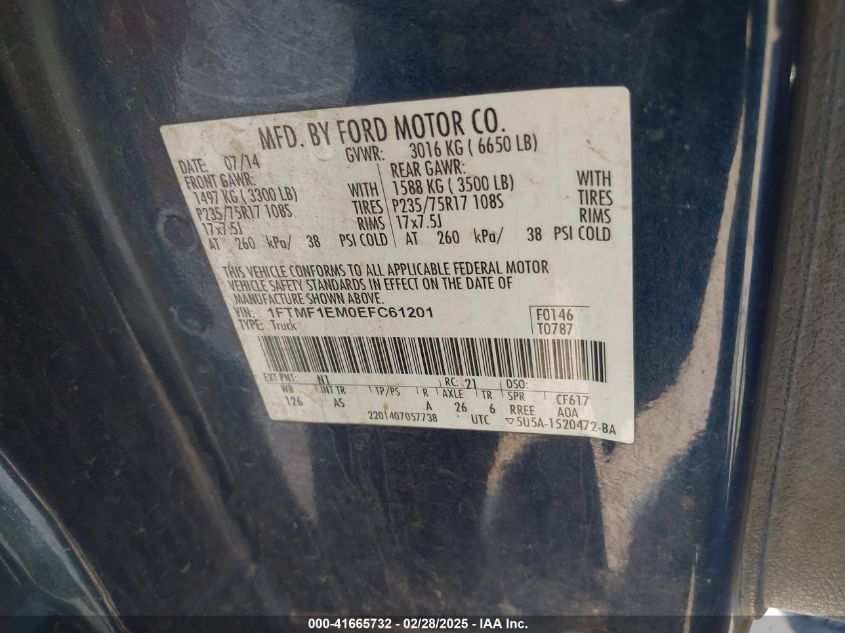 MFD. BY FORD MOTOR CO.
DATE: 07/14 GVWR: 3016 KG ( 6650 LB)
FRONT GAWR: REAR GAWR:
1497 KG ( 3300 LB) WITH 1588 KG ( 3500 LB) WITH
P235/75R17 108S TIRES P235/75R17 108S TIRES
17x7.5J RIMS 17x7.5J RIMS
AT 260 kPa/ 38 PSI COLD AT 260 kPa/ 38 PSI COLD
THIS VEHICLE CONFORMS TO ALL APPLICABLE FEDERAL MOTOR
VEHICLE SAFETY STANDARDS IN EFFECT ON THE DATE OF
MANUFACTURE SHOWN ABOVE.
VIN: 1FTMF1EM0EFC61201 F0146
TYPE: Truck T0787
EXT PNT: N1 RC: 21 DSO:
WB INT TR TP/PS R AXLE TR SPR CF617
126 AS A 26 6 RREE AOA
2201407057738 UTC ▽5U5A-1520472-BA
000-41665732 / 02/28/2025 - IAA Inc.